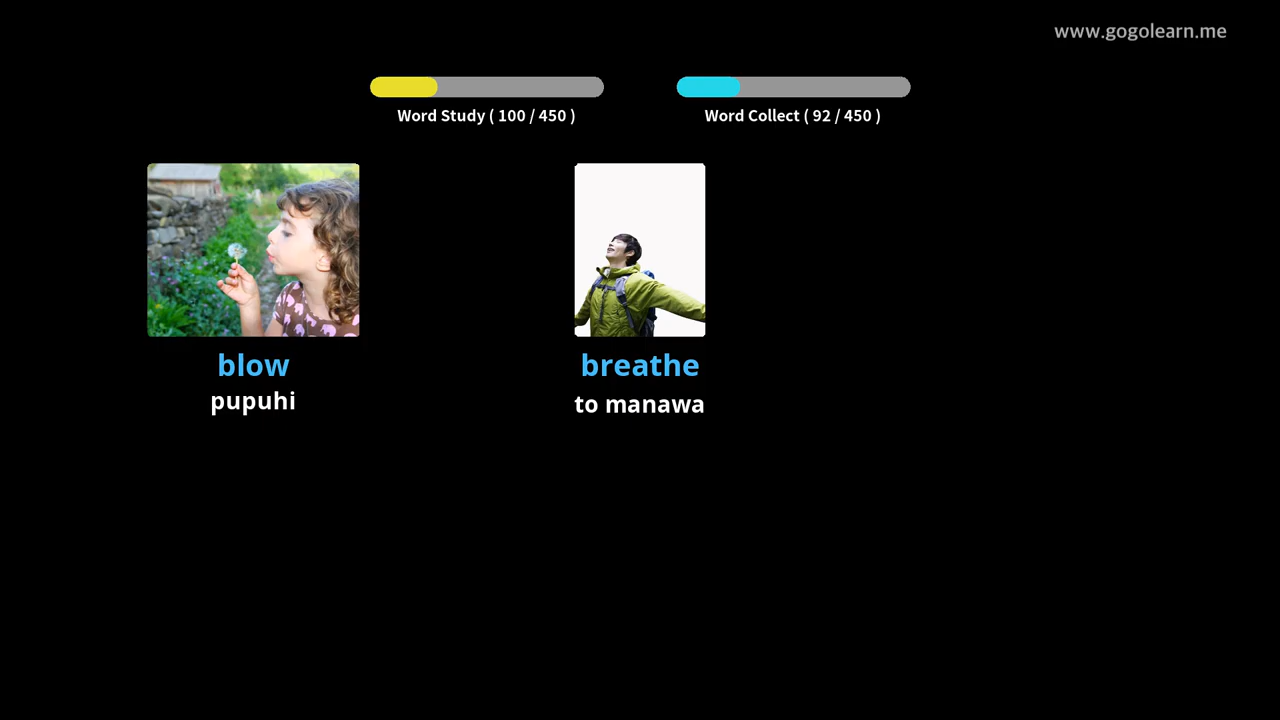 www.gogolearn.me
Word Study ( 100 / 450 )
Word Collect ( 92 / 450 )
blow
pupuhi
breathe
to manawa